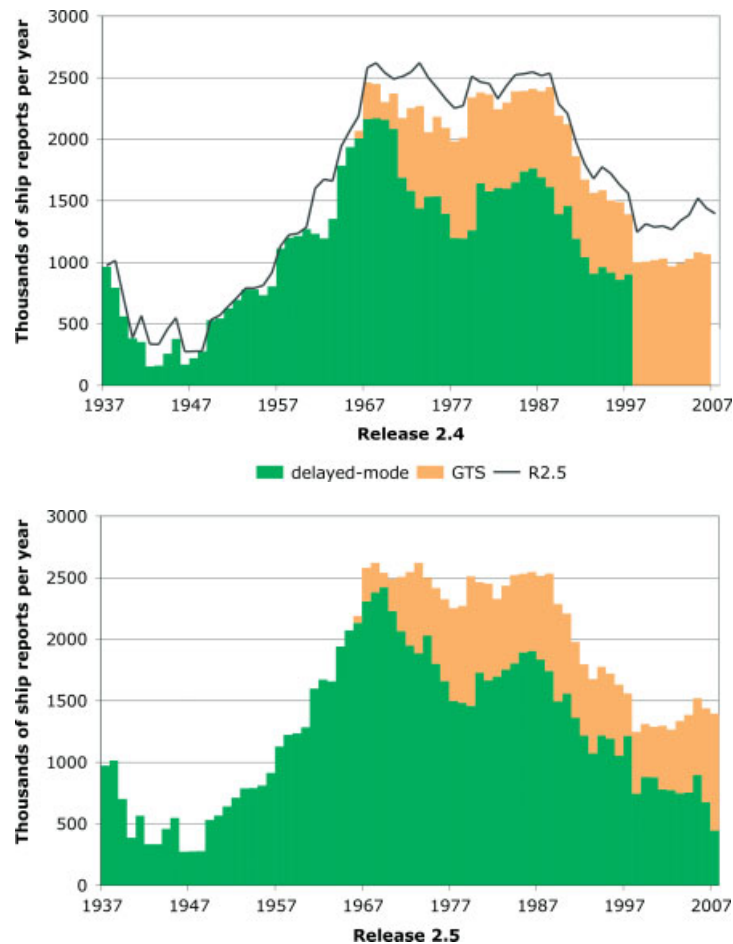 Thousands of ship reports per year
3000
2500
2000
1500
1000
500
0
1937 1947 1957 1967 1977 1987 1997 2007
Release 2.4
delayed-mode GTS R2.5
Thousands of ship reports per year
3000
2500
2000
1500
1000
500
0
1937 1947 1957 1967 1977 1987 1997 2007
Release 2.5